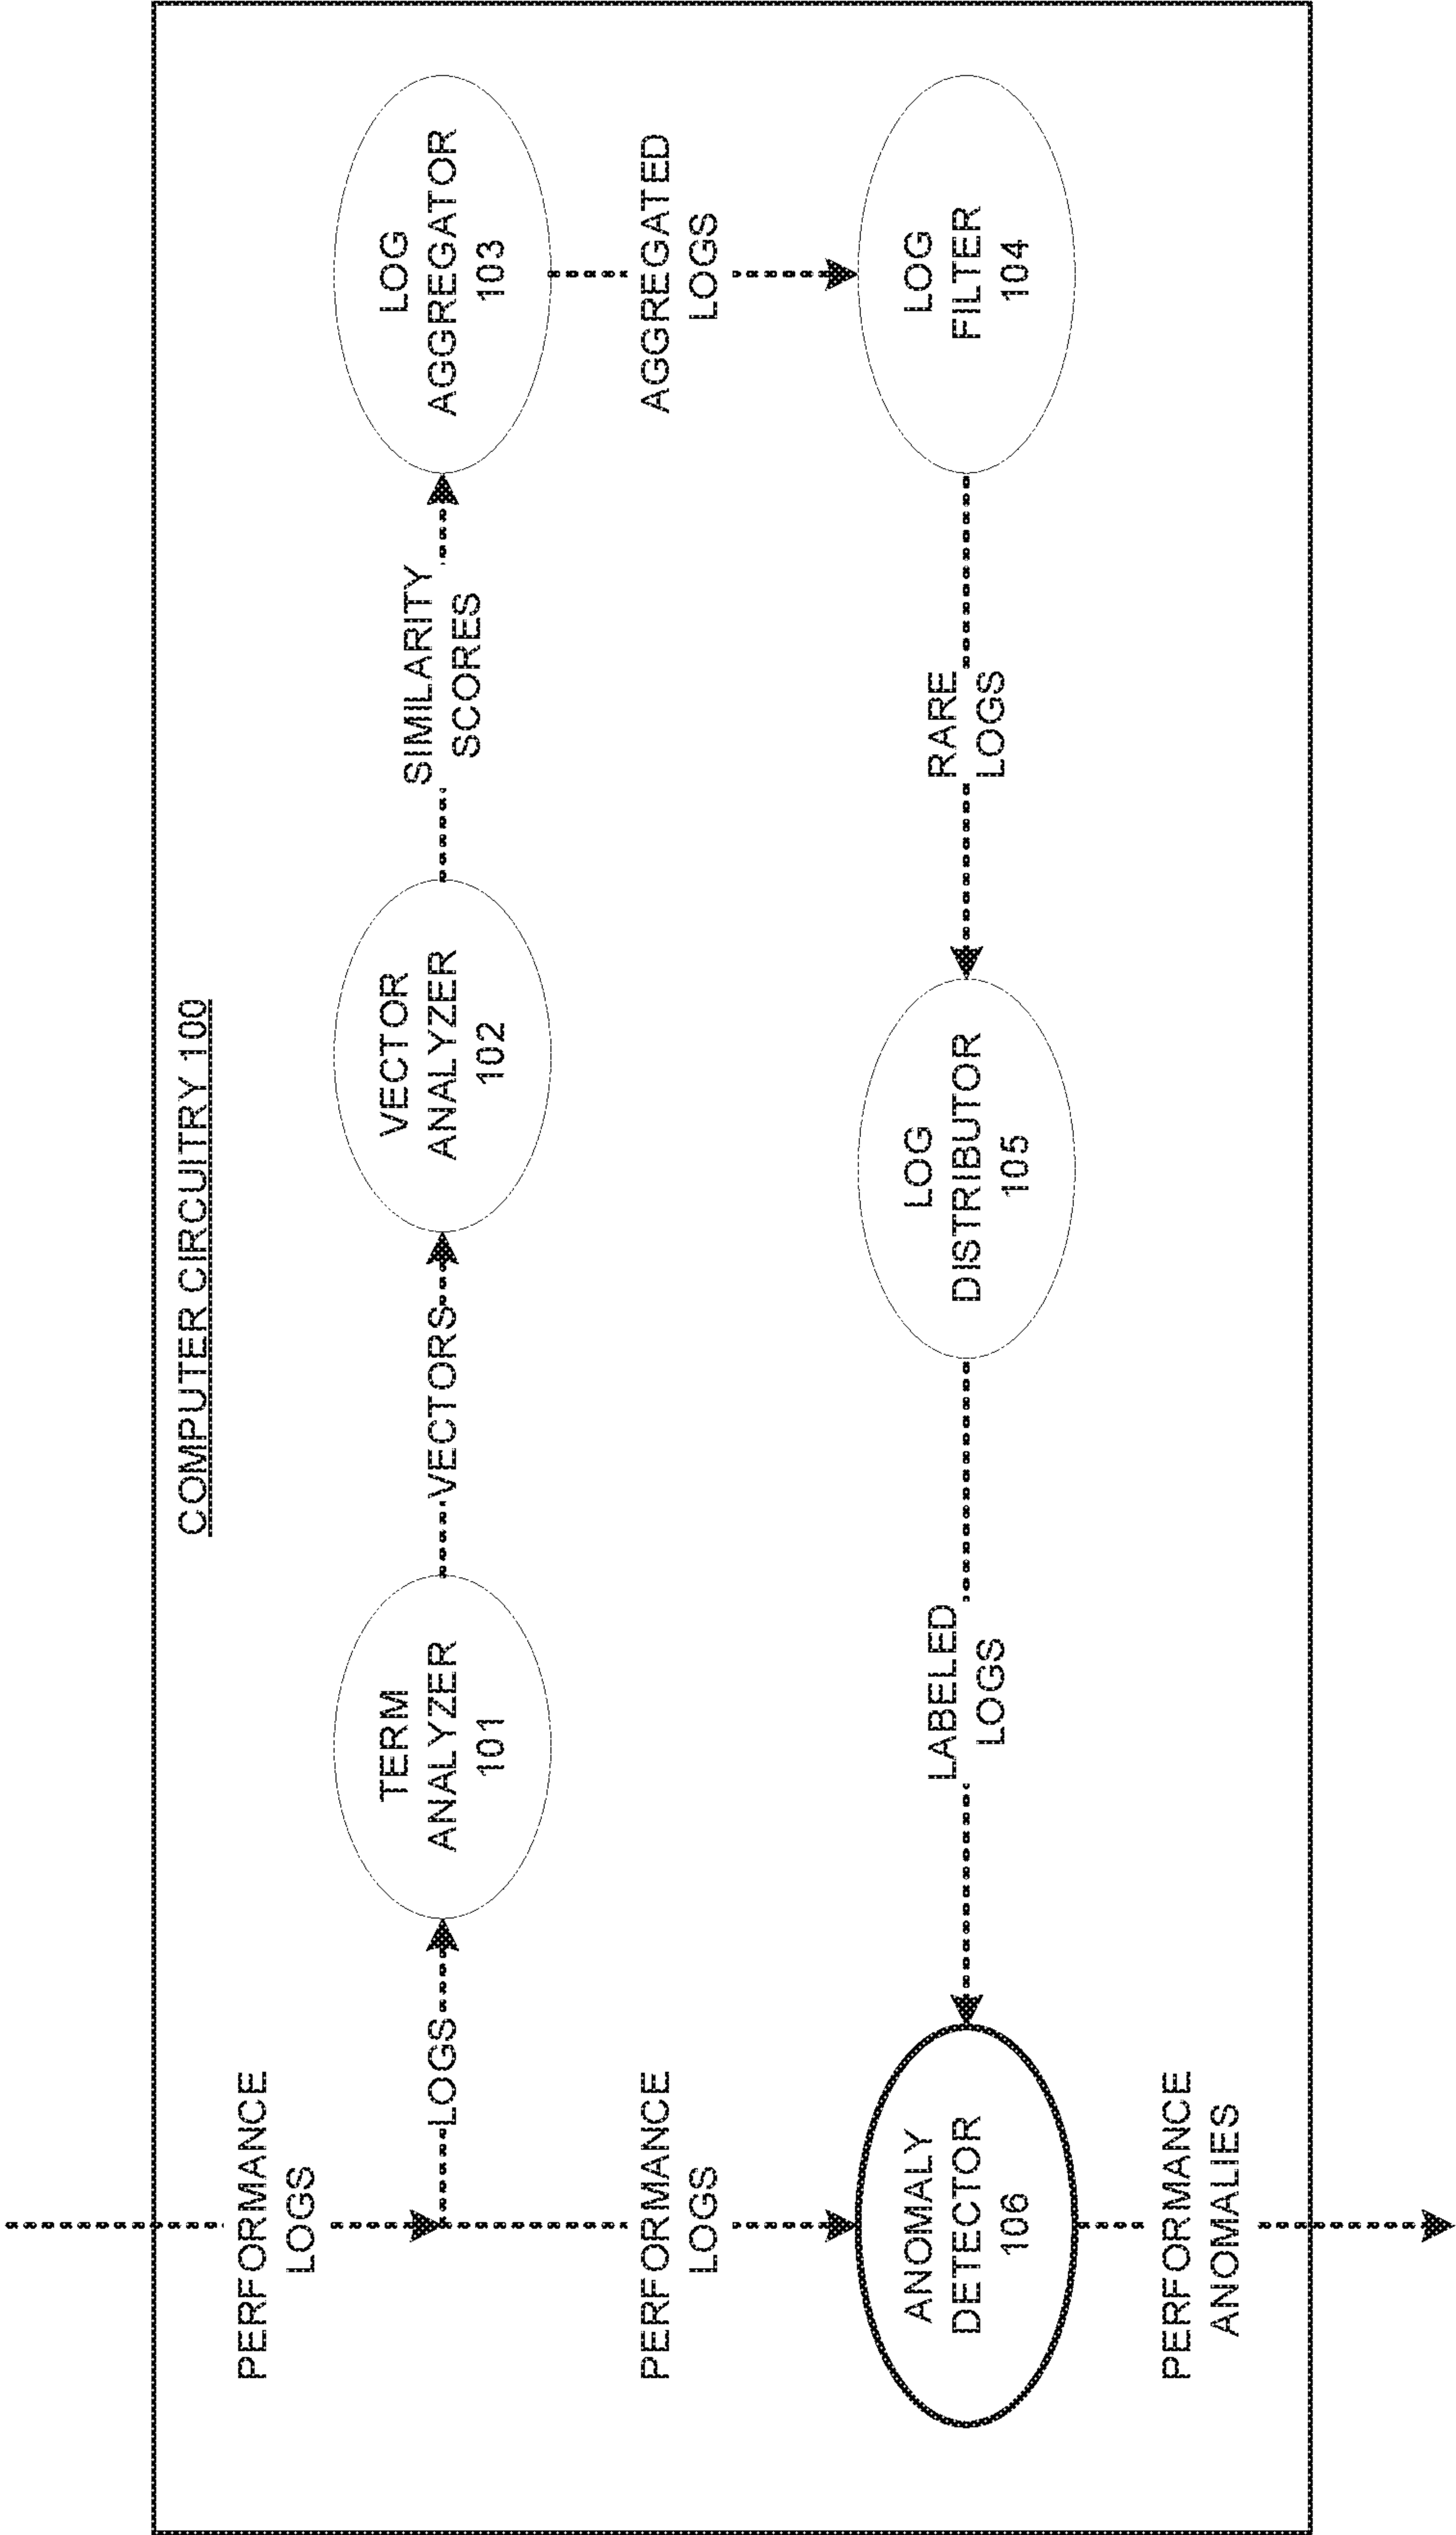 COMPUTER CIRCUITRY 100
PERFORMANCE
LOGS
LOGS
TERM
ANALYZER
101
VECTORS
VECTOR
ANALYZER
102
SIMILARITY
SCORES
LOG
AGGREGATOR
103
PERFORMANCE
LOGS
AGGREGATED
LOGS
ANOMALY
DETECTOR
106
LABELED
LOGS
LOG
DISTRIBUTOR
105
RARE
LOGS
LOG
FILTER
104
PERFORMANCE
ANOMALIES